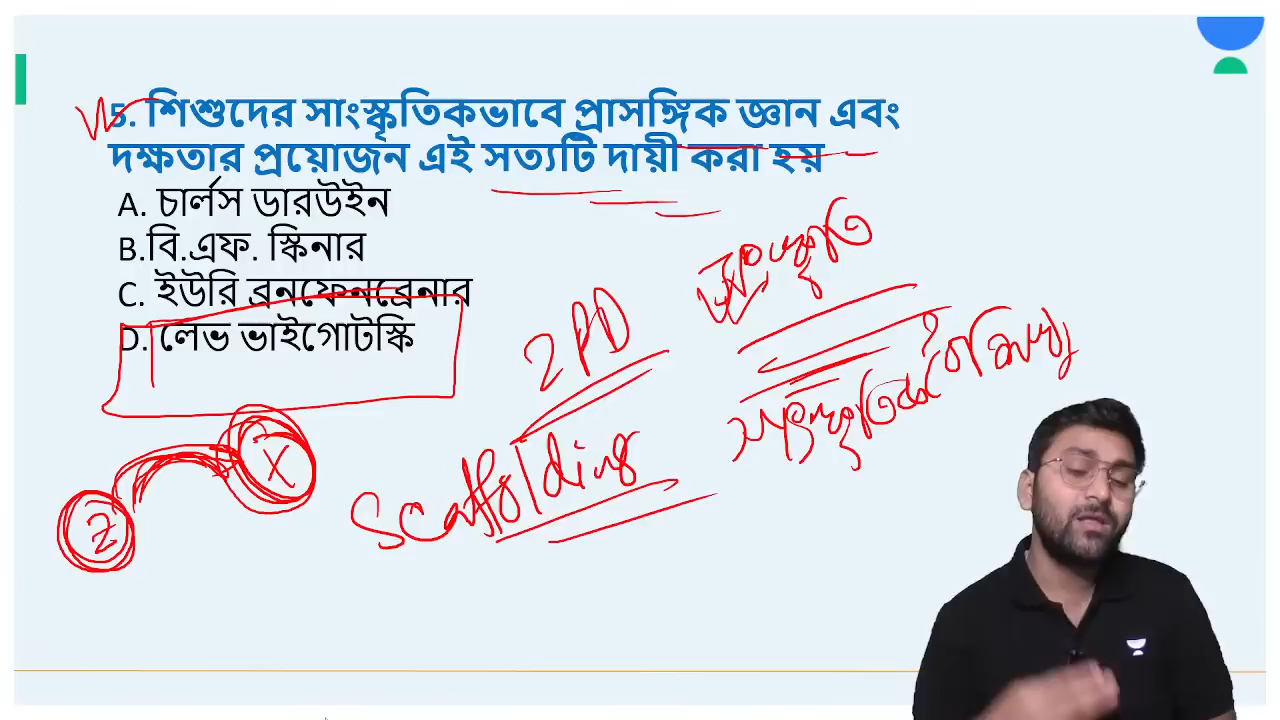 5. শিশুদের সাংস্কৃতিকভাবে প্রাসঙ্গিক জ্ঞান এবং
দক্ষতার প্রয়োজন এই সত্যটি দায়ী করা হয়
A. চার্লস ডারউইন
B.বি.এফ. স্কিনার
C. ইউরি ব্রনফেনব্রেনার
D. লেভ ভাইগোটস্কি
সংস্কৃতি
ZPD
Scaffolding
X
Z